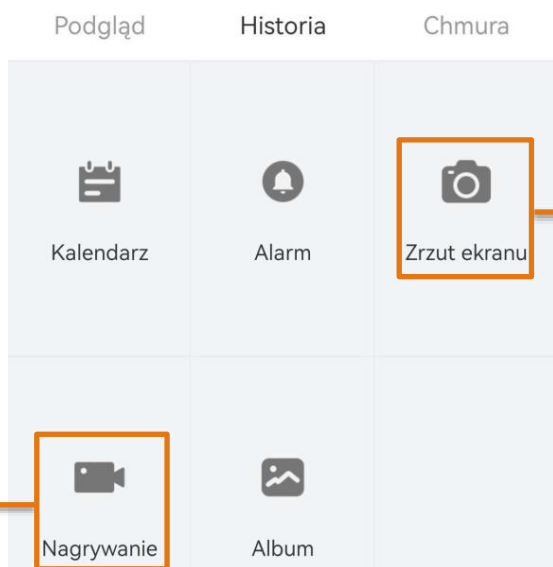 Podgląd Historia Chmura
Kalendarz Alarm Zrzut ekranu
Nagrywanie Album